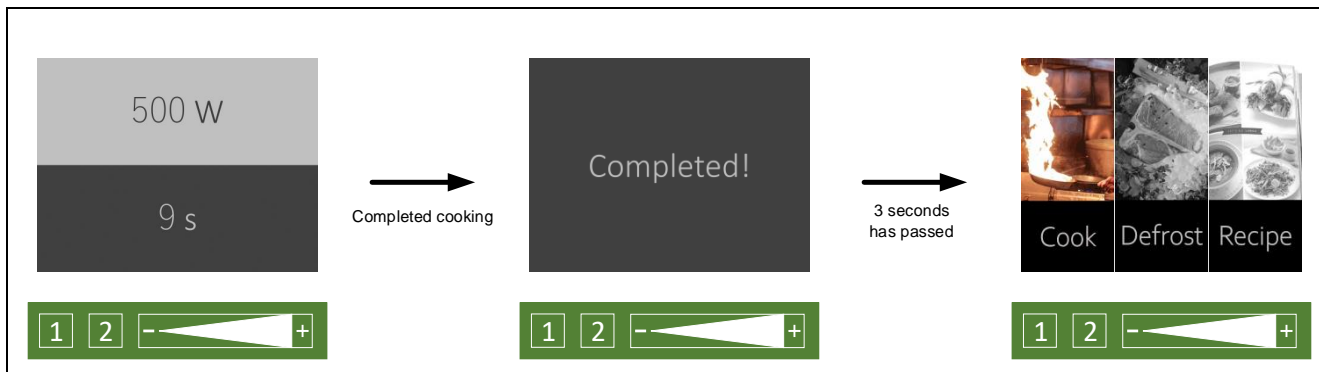 500 W
9 s
1 2 - +
Completed cooking
Completed!
1 2 - +
3 seconds
has passed
Cook Defrost Recipe
1 2 - +